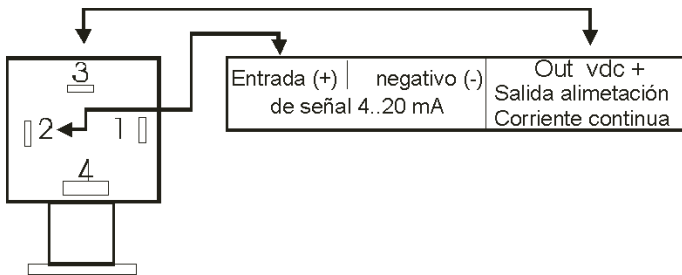 3
2
1
4
Entrada (+) | negativo (-)
de señal 4..20 mA
Out vdc +
Salida alimetación
Corriente continua